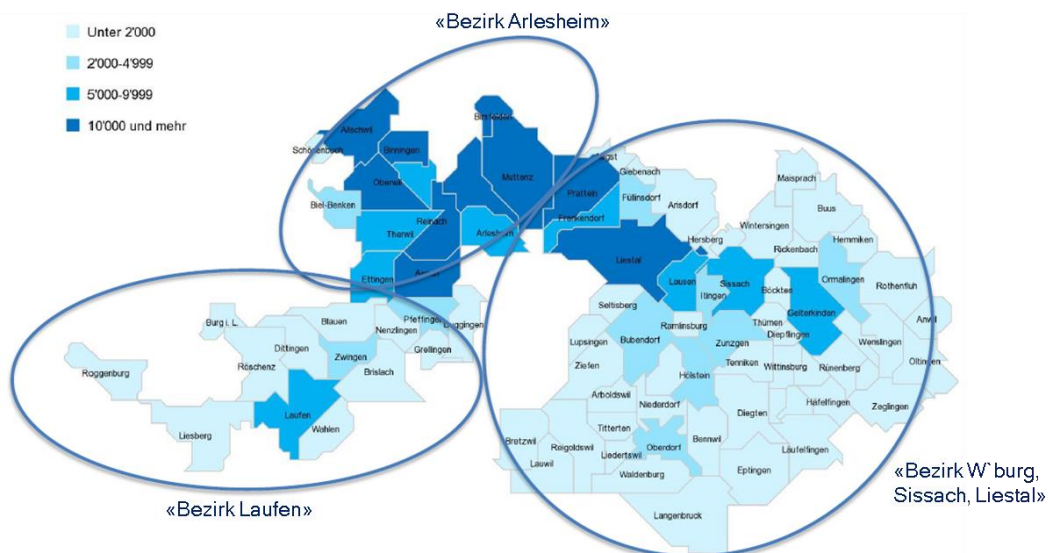 «Bezirk Arlesheim»
Unter 2'000
2'000-4'999
5'000-9'999
10'000 und mehr
Birsfelden
Allschwil
Schönenbuch
Binningen
Oberwil
Muttenz
Pratteln
Augst
Giebenach
Füllinsdorf
Arisdorf
Maisprach
Buus
Wintersingen
Biel-Benken
Reinach
Therwil
Arlesheim
Frenkendorf
Hersberg
Rickenbach
Hemmiken
Ettingen
Aesch
Liestal
Lausen
Itingen
Sissach
Böckten
Gelterkinden
Ormalingen
Rothenfluh
Pfeffingen
Duggingen
Seltisberg
Ramlinsburg
Thürnen
Diepflingen
Anwil
Burg i. L.
Blauen
Nenzlingen
Grellingen
Lupsingen
Bubendorf
Zunzgen
Wenslingen
Oltingen
Dittingen
Zwingen
Röschenz
Brislach
Roggenburg
Ziefen
Hölstein
Tenniken
Wittinsburg
Rünenberg
Arboldswil
Niederdorf
Diegten
Häfelfingen
Zeglingen
Laufen
Wahlen
Liesberg
Titterten
Bretzwil
Reigoldswil
Liedertswil
Oberdorf
Bennwil
Läufelfingen
Lauwil
Waldenburg
Eptingen
Langenbruck
«Bezirk Laufen»
«Bezirk W`burg,
Sissach, Liestal»